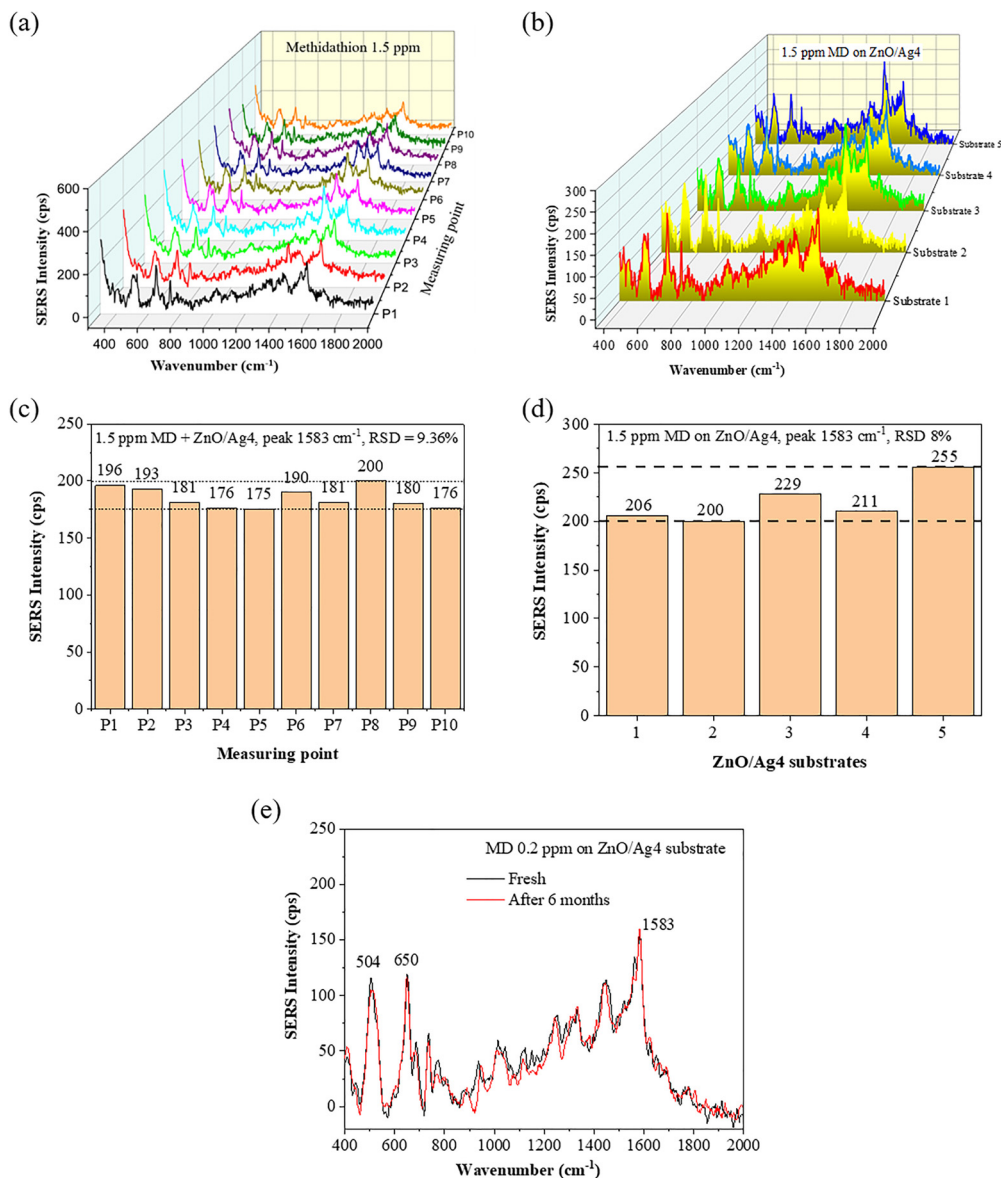 (a)
Methidathion 1.5 ppm
600
400
200
0
SERS Intensity (cps)
400 600 800 1000 1200 1400 1600 1800 2000
Wavenumber (cm⁻¹)
P1
P2
P3
P4
P5
P6
P7
P8
P9
P10
Measuring point
(b)
1.5 ppm MD on ZnO/Ag4
300
250
200
150
100
50
0
SERS Intensity (cps)
400 600 800 1000 1200 1400 1600 1800 2000
Wavenumber (cm⁻¹)
Substrate 1
Substrate 2
Substrate 3
Substrate 4
Substrate 5
(c)
1.5 ppm MD + ZnO/Ag4, peak 1583 cm⁻¹, RSD = 9.36%
196 193 181 176 175 190 181 200 180 176
250
200
150
100
50
0
SERS Intensity (cps)
P1 P2 P3 P4 P5 P6 P7 P8 P9 P10
Measuring point
(d)
1.5 ppm MD on ZnO/Ag4, peak 1583 cm⁻¹, RSD 8%
206 200 229 211 255
300
250
200
150
100
50
0
SERS Intensity (cps)
1 2 3 4 5
ZnO/Ag4 substrates
(e)
MD 0.2 ppm on ZnO/Ag4 substrate
Fresh
After 6 months
504 650 1583
250
200
150
100
50
0
SERS Intensity (cps)
400 600 800 1000 1200 1400 1600 1800 2000
Wavenumber (cm⁻¹)